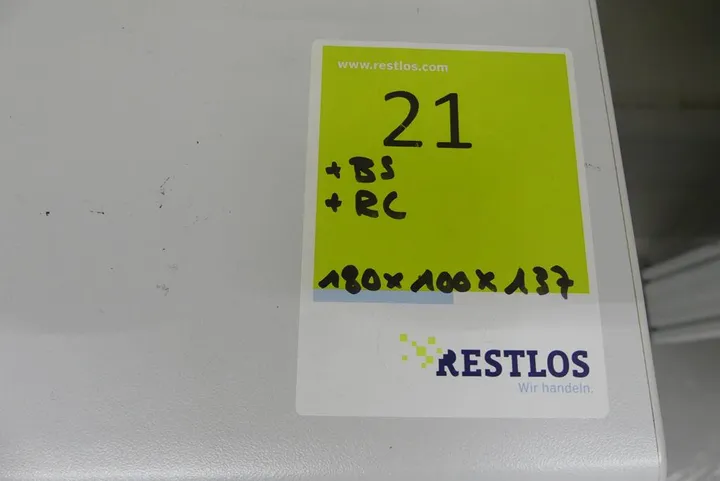 www.restlos.com
21
+ BS
+ RC
180x100x137
RESTLOS
Wir handeln.